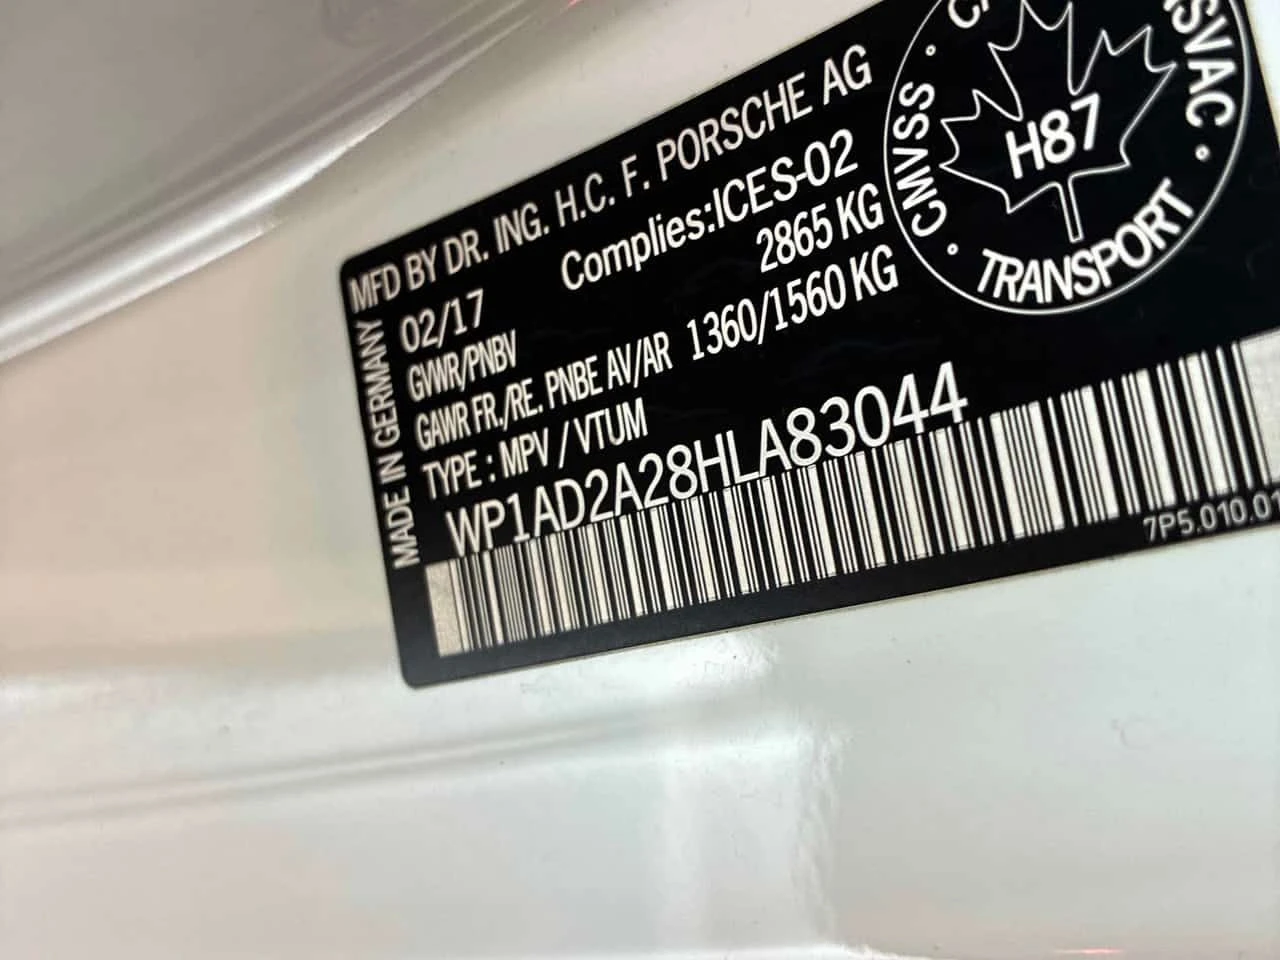 MFD BY DR. ING. H.C. F. PORSCHE AG
02/17 Complies:ICES-02
GVWR/PNBV 2865 KG
GAWR FR./RE. PNBE AV/AR 1360/1560 KG
TYPE : MPV / VTUM
WP1AD2A28HLA83044
MADE IN GERMANY
CMVSS
SVAC
H87
TRANSPORT
7P5.010.01